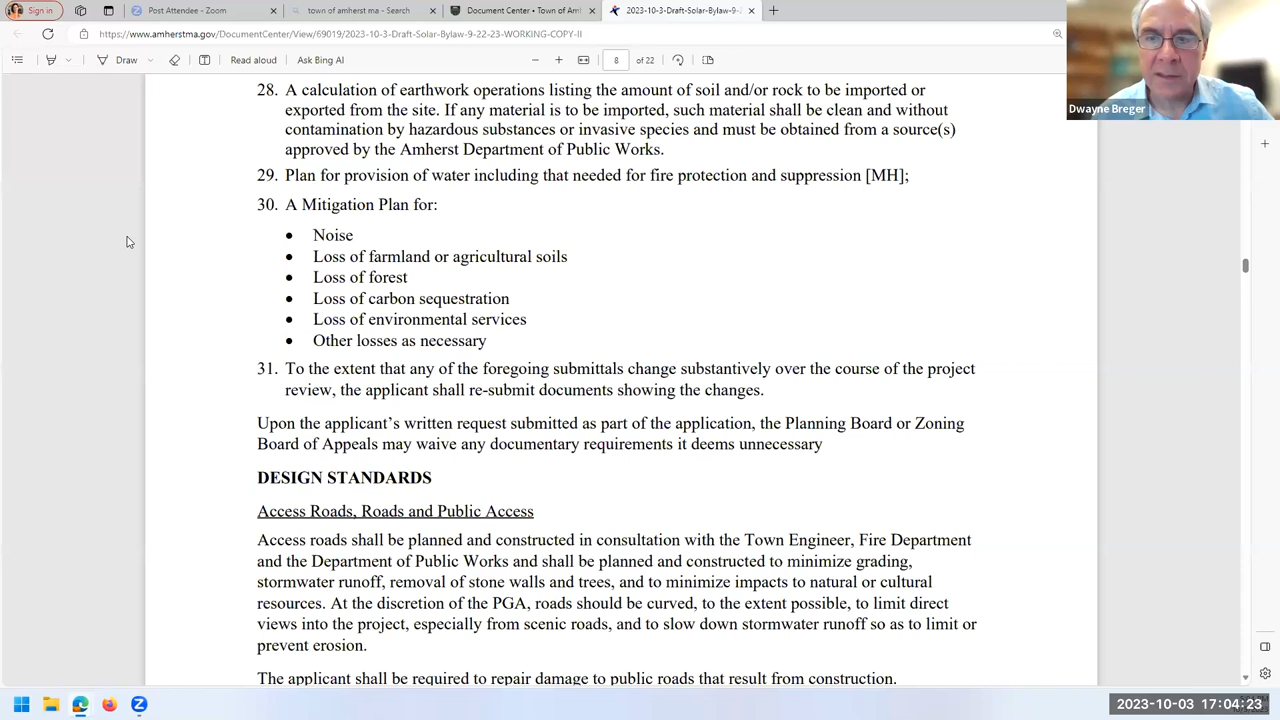 Sign in
Post Attendee - Zoom
town of amherst ma - Search
Document Center • Town of Am
2023-10-3-Draft-Solar-Bylaw-9-2
https://www.amherstma.gov/DocumentCenter/View/69019/2023-10-3-Draft-Solar-Bylaw-9-22-23-WORKING-COPY-II
Draw
Read aloud
Ask Bing AI
8
of 22
Dwayne Breger
28. A calculation of earthwork operations listing the amount of soil and/or rock to be imported or
exported from the site. If any material is to be imported, such material shall be clean and without
contamination by hazardous substances or invasive species and must be obtained from a source(s)
approved by the Amherst Department of Public Works.
29. Plan for provision of water including that needed for fire protection and suppression [MH];
30. A Mitigation Plan for:
• Noise
• Loss of farmland or agricultural soils
• Loss of forest
• Loss of carbon sequestration
• Loss of environmental services
• Other losses as necessary
31. To the extent that any of the foregoing submittals change substantively over the course of the project
review, the applicant shall re-submit documents showing the changes.
Upon the applicant’s written request submitted as part of the application, the Planning Board or Zoning
Board of Appeals may waive any documentary requirements it deems unnecessary
DESIGN STANDARDS
Access Roads, Roads and Public Access
Access roads shall be planned and constructed in consultation with the Town Engineer, Fire Department
and the Department of Public Works and shall be planned and constructed to minimize grading,
stormwater runoff, removal of stone walls and trees, and to minimize impacts to natural or cultural
resources. At the discretion of the PGA, roads should be curved, to the extent possible, to limit direct
views into the project, especially from scenic roads, and to slow down stormwater runoff so as to limit or
prevent erosion.
The applicant shall be required to repair damage to public roads that result from construction.
2023-10-03 17:04:23